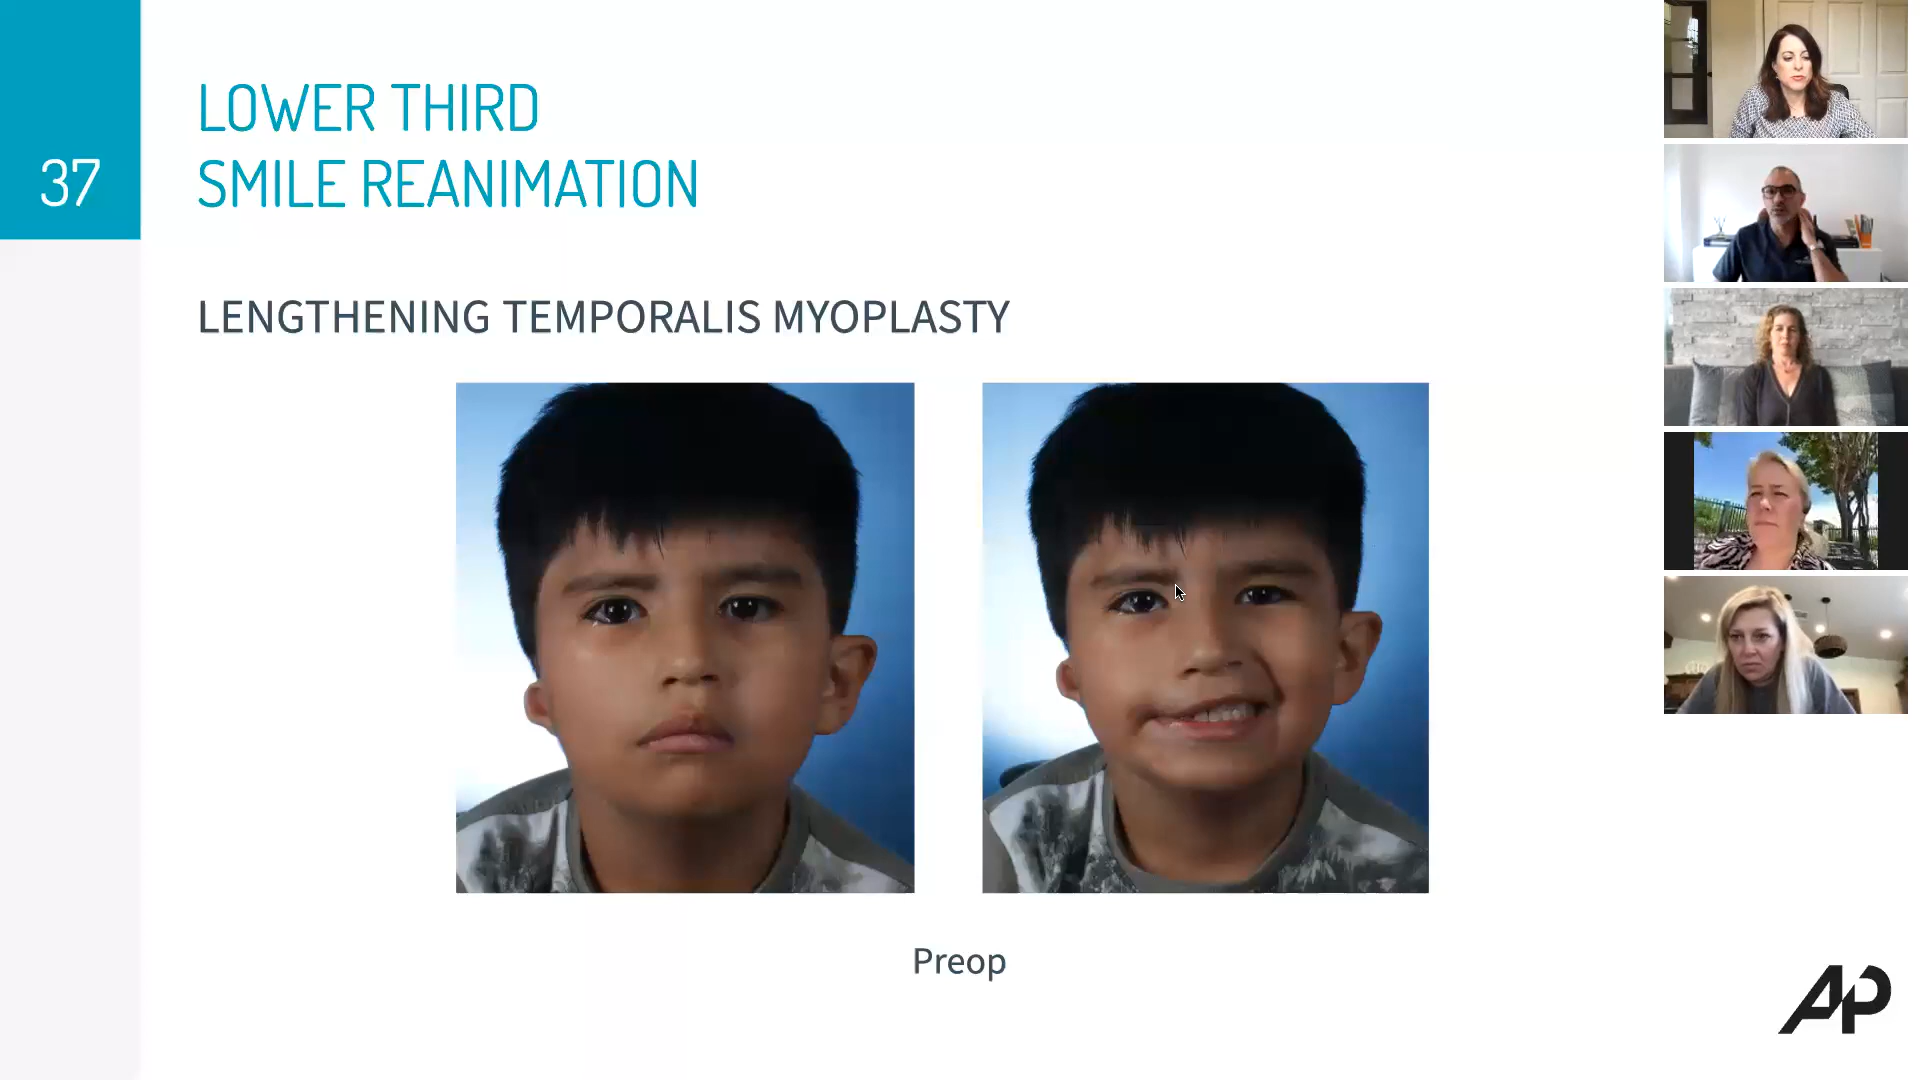 37
LOWER THIRD
SMILE REANIMATION
LENGTHENING TEMPORALIS MYOPLASTY
Preop
AP